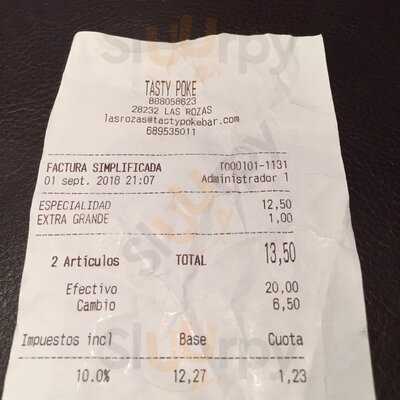 TASTY POKE
888058623
28232 LAS ROZAS
lasrozas@tastypokebar.com
689535011
FACTURA SIMPLIFICADA T000101-1131
01 sept. 2018 21:07 Administrador 1
ESPECIALIDAD 12,50
EXTRA GRANDE 1,00
2 Artículos TOTAL 13,50
Efectivo 20,00
Cambio 6,50
Impuestos incl Base Cuota
10.0% 12,27 1,23